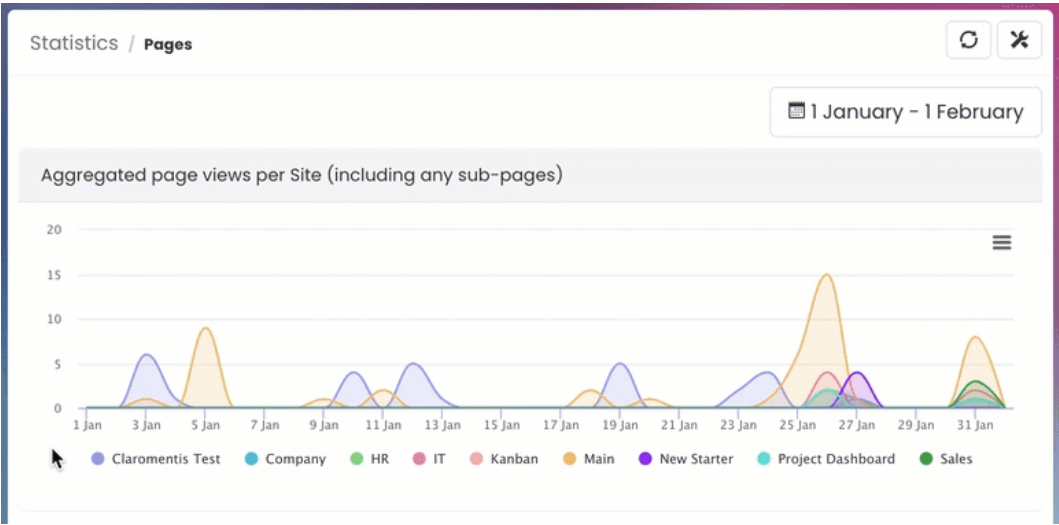 Statistics / Pages
1 January - 1 February
Aggregated page views per Site (including any sub-pages)
20
15
10
5
0
1 Jan 3 Jan 5 Jan 7 Jan 9 Jan 11 Jan 13 Jan 15 Jan 17 Jan 19 Jan 21 Jan 23 Jan 25 Jan 27 Jan 29 Jan 31 Jan
Claromentis Test Company HR IT Kanban Main New Starter Project Dashboard Sales